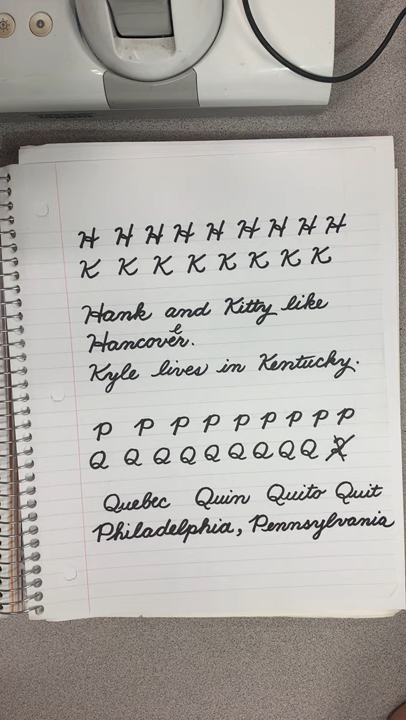 H H H H H H H H H
K K K K K K K K
Hank and Kitty like
Hancover.
Kyle lives in Kentucky.
P P P P P P P P P
Q Q Q Q Q Q Q Q Q
Quebec Quin Quito Quit
Philadelphia, Pennsylvania